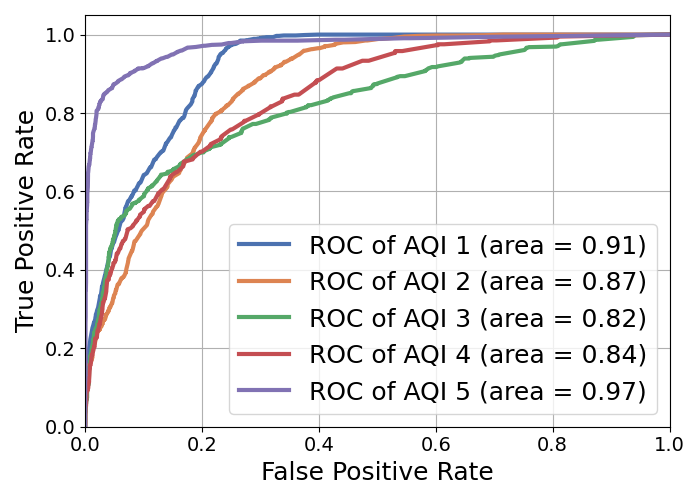 1.0
0.8
0.6
0.4
0.2
0.0
True Positive Rate
ROC of AQI 1 (area = 0.91)
ROC of AQI 2 (area = 0.87)
ROC of AQI 3 (area = 0.82)
ROC of AQI 4 (area = 0.84)
ROC of AQI 5 (area = 0.97)
0.0 0.2 0.4 0.6 0.8 1.0
False Positive Rate